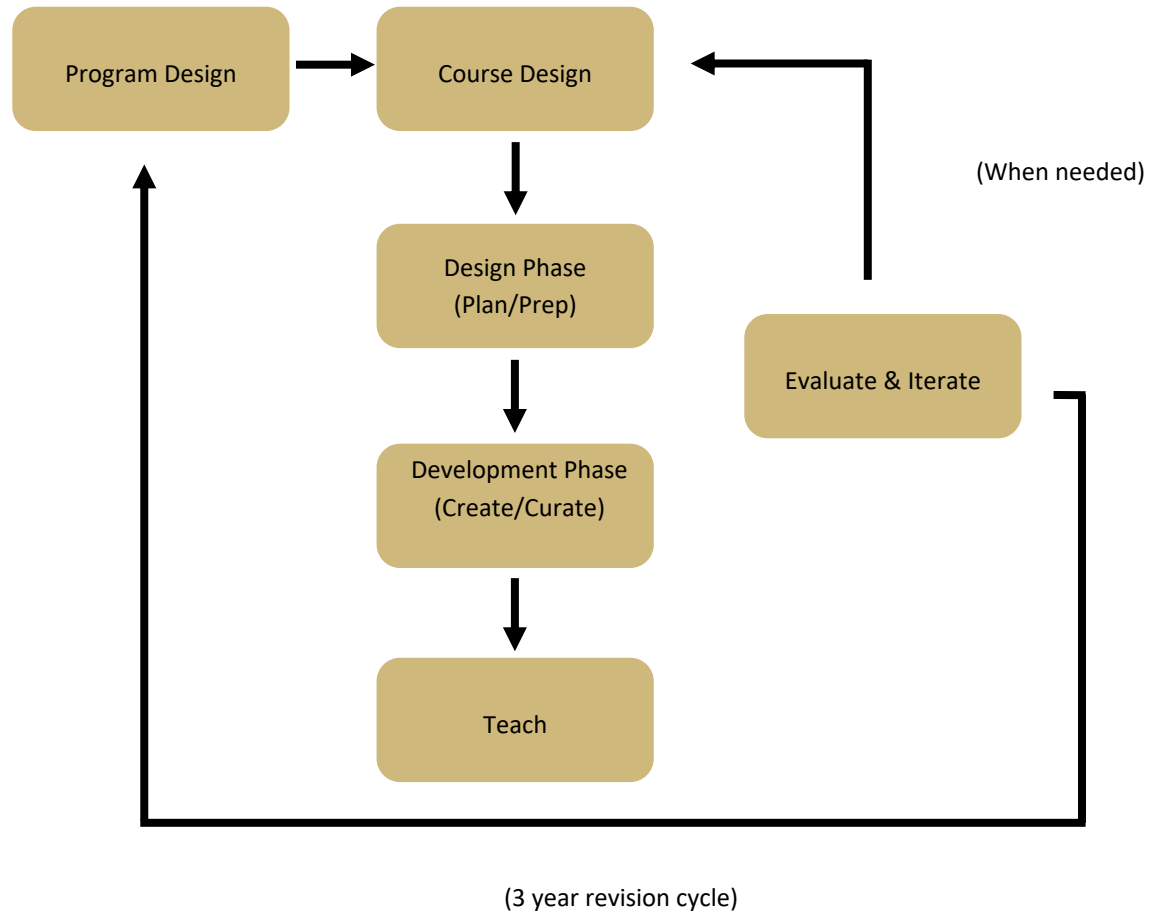 Program Design
Course Design
(When needed)
Design Phase
(Plan/Prep)
Evaluate & Iterate
Development Phase
(Create/Curate)
Teach
(3 year revision cycle)